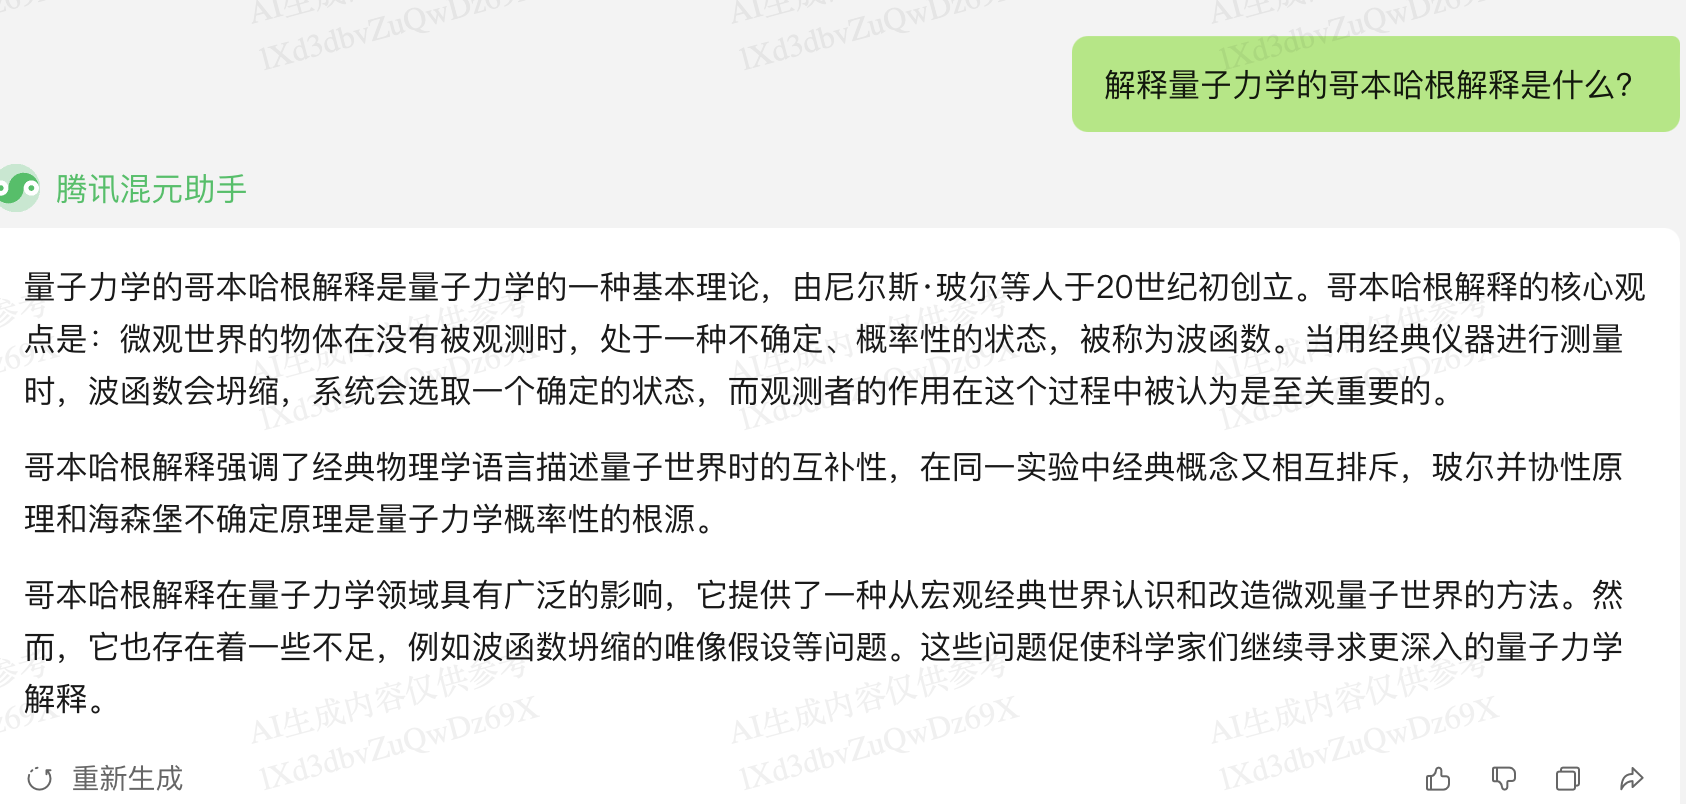 解释量子力学的哥本哈根解释是什么?
腾讯混元助手
量子力学的哥本哈根解释是量子力学的一种基本理论，由尼尔斯·玻尔等人于20世纪初创立。哥本哈根解释的核心观
点是：微观世界的物体在没有被观测时，处于一种不确定、概率性的状态，被称为波函数。当用经典仪器进行测量
时，波函数会坍缩，系统会选取一个确定的状态，而观测者的作用在这个过程中被认为是至关重要的。
哥本哈根解释强调了经典物理学语言描述量子世界时的互补性，在同一实验中经典概念又相互排斥，玻尔并协性原
理和海森堡不确定原理是量子力学概率性的根源。
哥本哈根解释在量子力学领域具有广泛的影响，它提供了一种从宏观经典世界认识和改造微观量子世界的方法。然
而，它也存在着一些不足，例如波函数坍缩的唯像假设等问题。这些问题促使科学家们继续寻求更深入的量子力学
解释。
重新生成
AI生成内容仅供参考
IXd3dbvZuQwDz69X
AI生成内容仅供参考
IXd3dbvZuQwDz69X
AI生成内容仅供参考
IXd3dbvZuQwDz69X